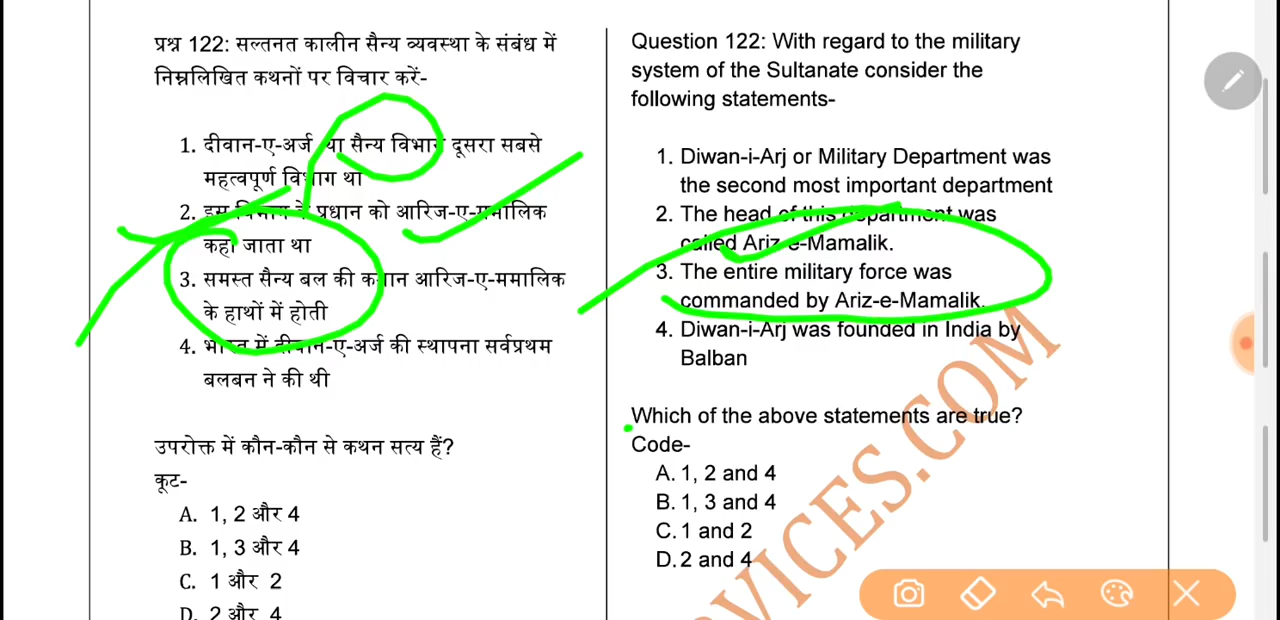 प्रश्न 122: सल्तनत कालीन सैन्य व्यवस्था के संबंध में
निम्नलिखित कथनों पर विचार करें-
1. दीवान-ए-अर्ज या सैन्य विभाग दूसरा सबसे
महत्वपूर्ण विभाग था
2. इस विभाग के प्रधान को आरिज-ए-ममालिक
कहा जाता था
3. समस्त सैन्य बल की कमान आरिज-ए-ममालिक
के हाथों में होती
4. भारत में दीवान-ए-अर्ज की स्थापना सर्वप्रथम
बलबन ने की थी
उपरोक्त में कौन-कौन से कथन सत्य हैं?
कूट-
A. 1, 2 और 4
B. 1, 3 और 4
C. 1 और 2
D. 2 और 4
Question 122: With regard to the military
system of the Sultanate consider the
following statements-
1. Diwan-i-Arj or Military Department was
the second most important department
2. The head of this department was
called Ariz-e-Mamalik.
3. The entire military force was
commanded by Ariz-e-Mamalik.
4. Diwan-i-Arj was founded in India by
Balban
Which of the above statements are true?
Code-
A. 1, 2 and 4
B. 1, 3 and 4
C. 1 and 2
D. 2 and 4
VICES.COM